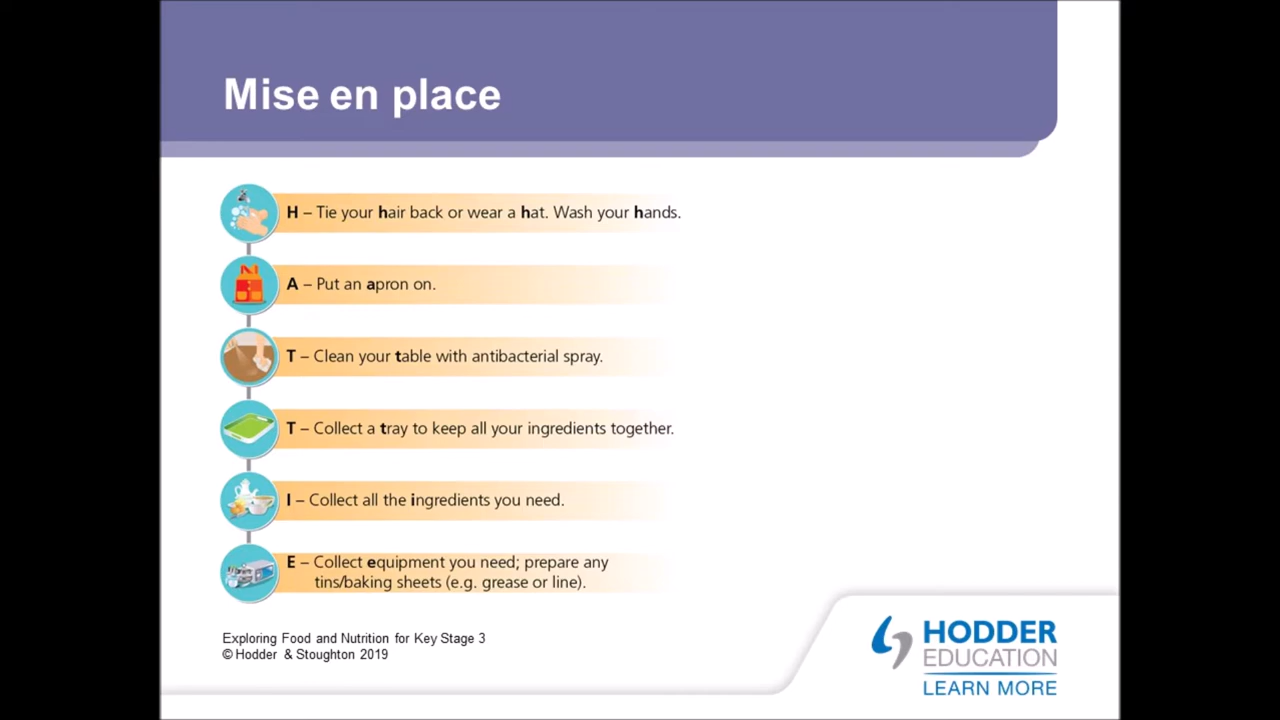 Mise en place
H – Tie your hair back or wear a hat. Wash your hands.
A – Put an apron on.
T – Clean your table with antibacterial spray.
T – Collect a tray to keep all your ingredients together.
I – Collect all the ingredients you need.
E – Collect equipment you need; prepare any
tins/baking sheets (e.g. grease or line).
Exploring Food and Nutrition for Key Stage 3
© Hodder & Stoughton 2019
HODDER
EDUCATION
LEARN MORE